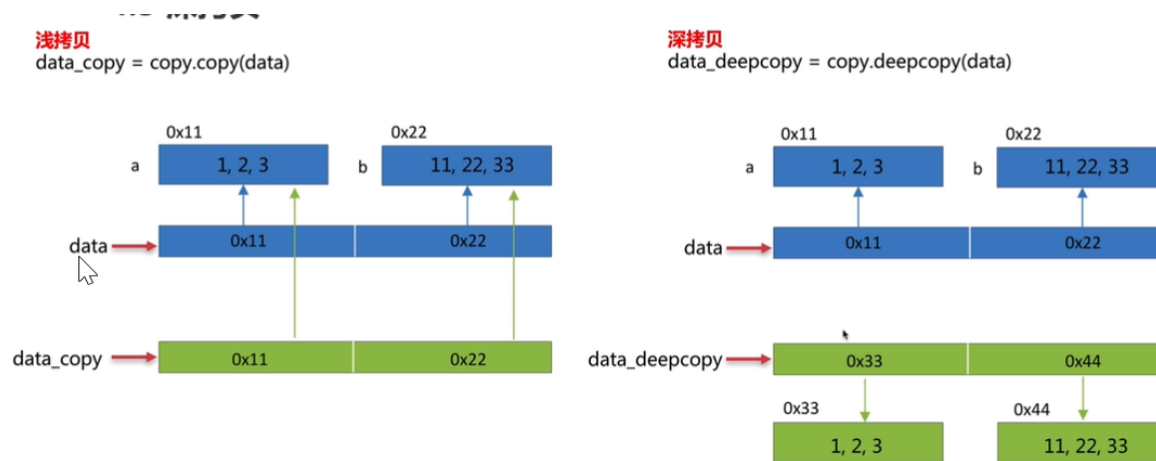 浅拷贝
data_copy = copy.copy(data)
0x11
0x22
a
1, 2, 3
b
11, 22, 33
data
0x11
0x22
data_copy
0x11
0x22
深拷贝
data_deepcopy = copy.deepcopy(data)
0x11
0x22
a
1, 2, 3
b
11, 22, 33
data
0x11
0x22
data_deepcopy
0x33
0x44
0x33
0x44
1, 2, 3
11, 22, 33